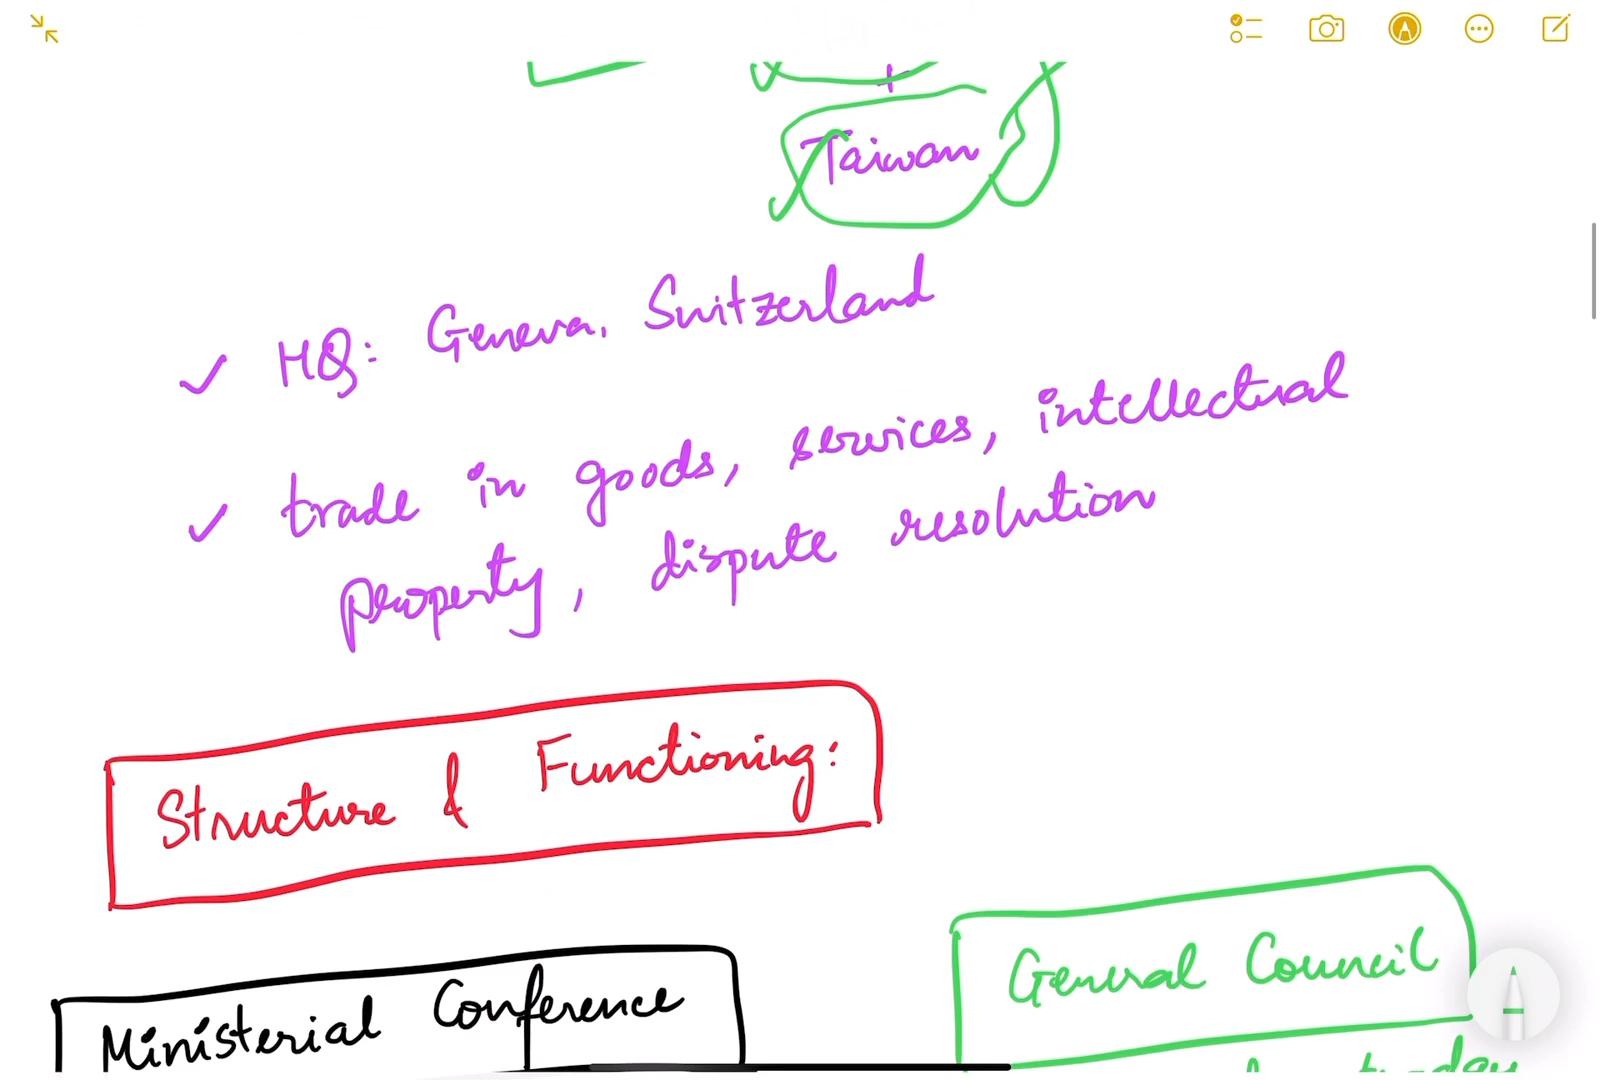 Taiwan
✓ HQ: Geneva, Switzerland
✓ trade in goods, services, intellectual
property, dispute resolution
Structure & Functioning:
General Council
Ministerial Conference